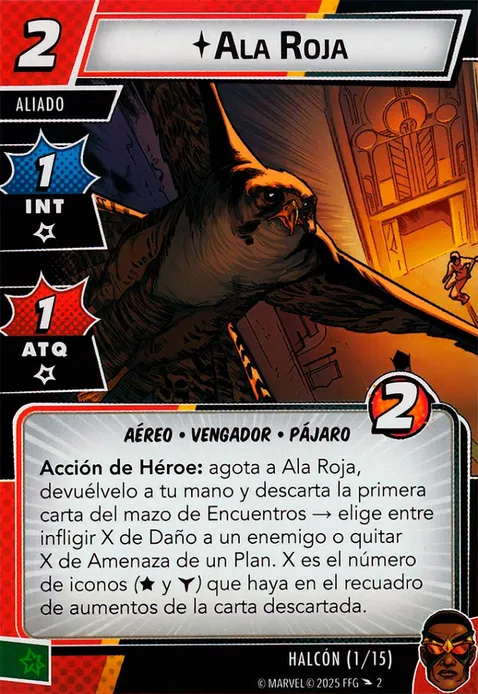 2
ALA ROJA
ALIADO
1
INT
1
ATQ
2
AÉREO • VENGADOR • PÁJARO
Acción de Héroe: agota a Ala Roja,
devuélvelo a tu mano y descarta la primera
carta del mazo de Encuentros → elige entre
infligir X de Daño a un enemigo o quitar
X de Amenaza de un Plan. X es el número
de iconos (★ y ) que haya en el recuadro
de aumentos de la carta descartada.
HALCÓN (1/15)
© MARVEL © 2025 FFG 2